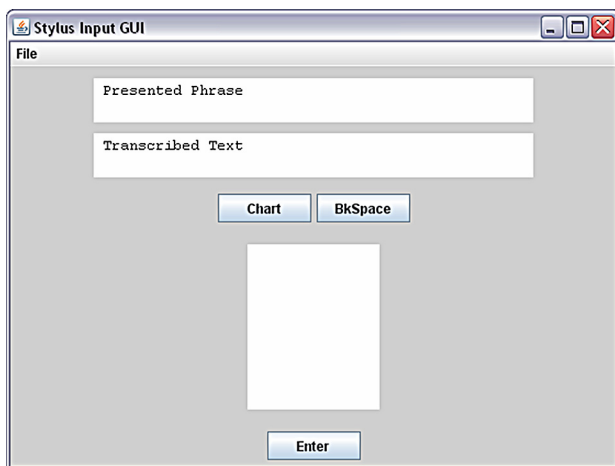 Stylus Input GUI
File
Presented Phrase
Transcribed Text
Chart BkSpace
Enter